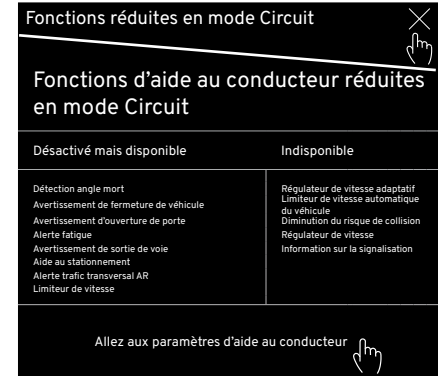 Fonctions réduites en mode Circuit
Fonctions d'aide au conducteur réduites
en mode Circuit
Désactivé mais disponible
Indisponible
Détection angle mort
Avertissement de fermeture de véhicule
Avertissement d'ouverture de porte
Alerte fatigue
Avertissement de sortie de voie
Aide au stationnement
Alerte trafic transversal AR
Limiteur de vitesse
Régulateur de vitesse adaptatif
Limiteur de vitesse automatique
du véhicule
Diminution du risque de collision
Régulateur de vitesse
Information sur la signalisation
Allez aux paramètres d'aide au conducteur